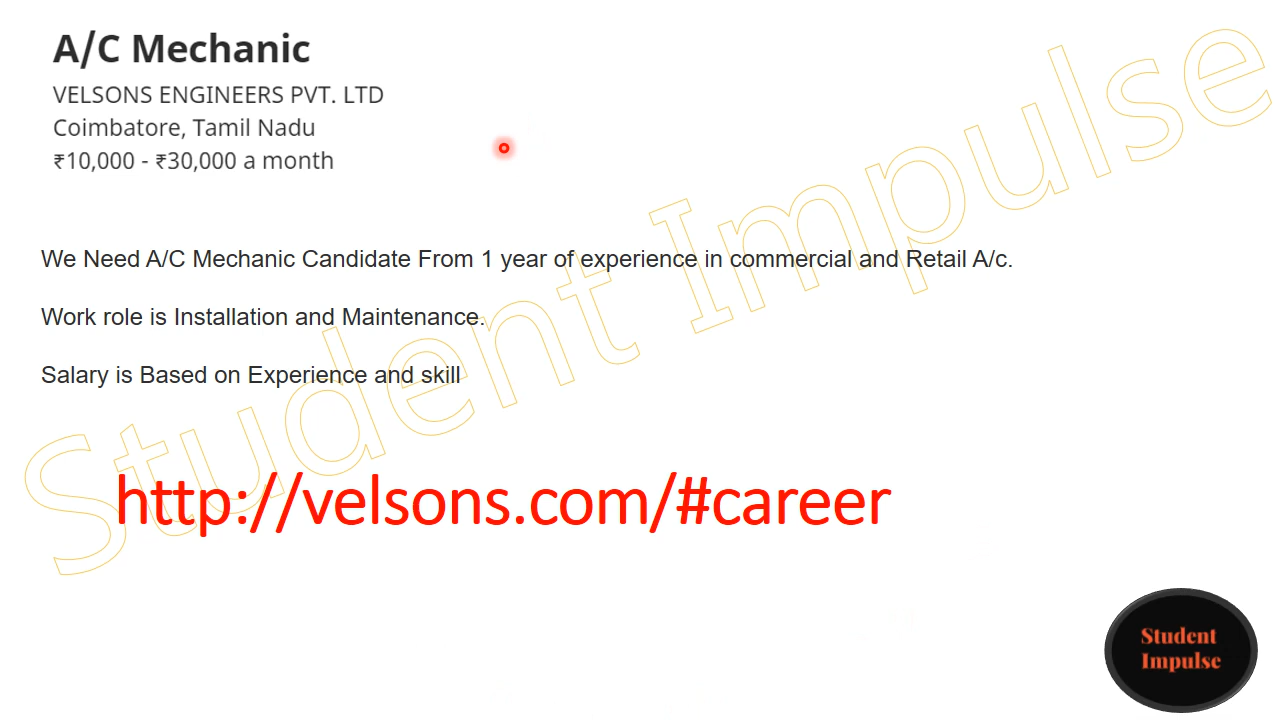 A/C Mechanic
VELSONS ENGINEERS PVT. LTD
Coimbatore, Tamil Nadu
₹10,000 - ₹30,000 a month
We Need A/C Mechanic Candidate From 1 year of experience in commercial and Retail A/c.
Work role is Installation and Maintenance.
Salary is Based on Experience and skill
Student Impulse
http://velsons.com/#career
Student
Impulse